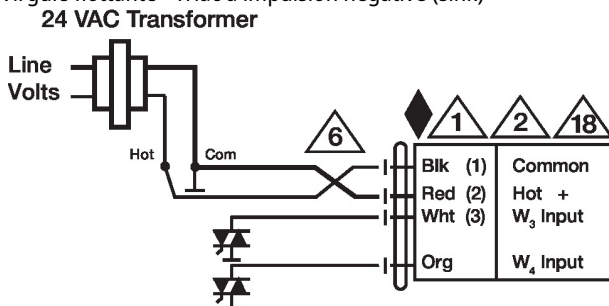 24 VAC Transformer
Line
Volts
Hot
Com
6
1
2
18
Blk (1) Common
Red (2) Hot +
Wht (3) W₃ Input
Org W₄ Input